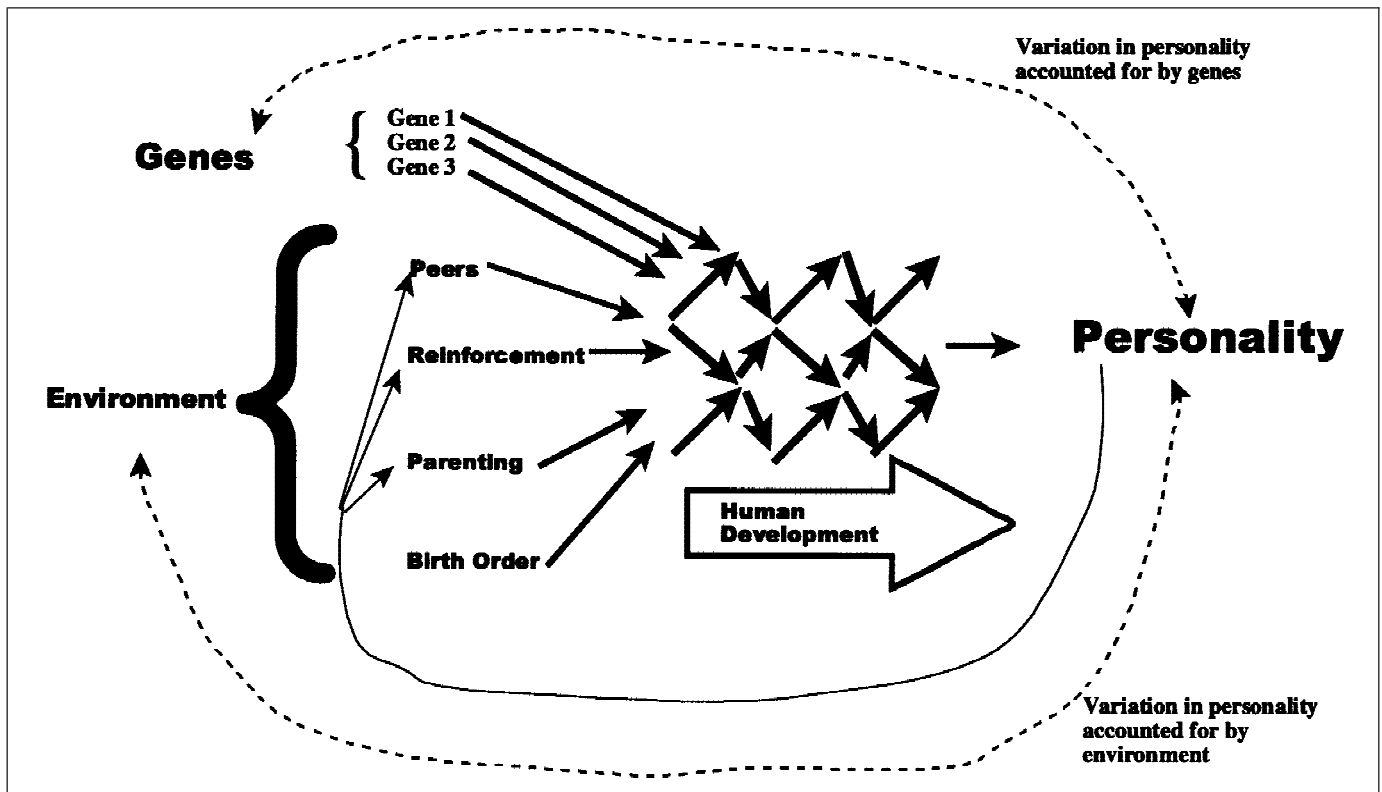 Variation in personality
accounted for by genes
Gene 1
Gene 2
Gene 3
Genes
Peers
Reinforcement
Personality
Environment
Parenting
Human
Development
Birth Order
Variation in personality
accounted for by
environment